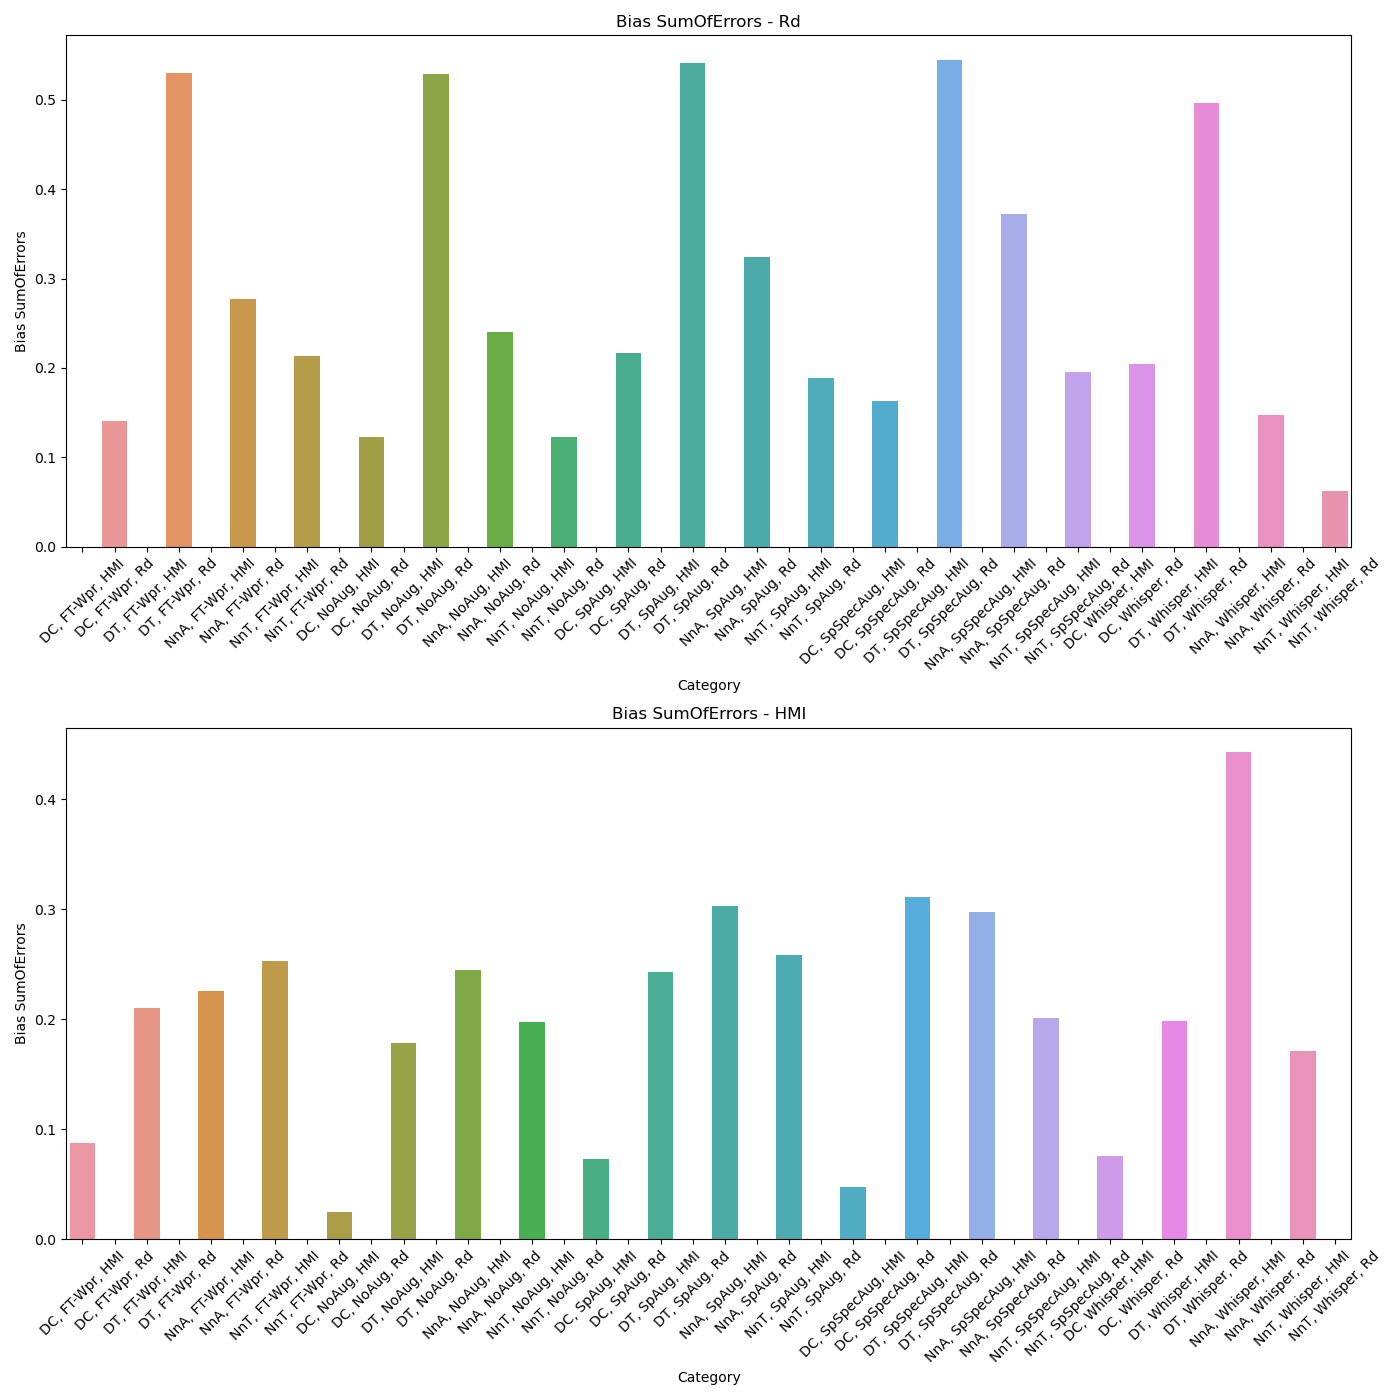 Bias SumOfErrors - Rd
Bias SumOfErrors
0.5
0.4
0.3
0.2
0.1
0.0
DC, FT-Wpr, HMI
DC, FT-Wpr, Rd
DT, FT-Wpr, HMI
DT, FT-Wpr, Rd
NnA, FT-Wpr, HMI
NnA, FT-Wpr, Rd
NnT, FT-Wpr, HMI
NnT, FT-Wpr, Rd
DC, NoAug, HMI
DC, NoAug, Rd
DT, NoAug, HMI
DT, NoAug, Rd
NnA, NoAug, HMI
NnA, NoAug, Rd
NnT, NoAug, HMI
NnT, NoAug, Rd
DC, SpAug, HMI
DC, SpAug, Rd
DT, SpAug, HMI
DT, SpAug, Rd
NnA, SpAug, HMI
NnA, SpAug, Rd
NnT, SpAug, HMI
NnT, SpAug, Rd
DC, SpSpecAug, HMI
DC, SpSpecAug, Rd
DT, SpSpecAug, HMI
DT, SpSpecAug, Rd
NnA, SpSpecAug, HMI
NnA, SpSpecAug, Rd
NnT, SpSpecAug, HMI
NnT, SpSpecAug, Rd
DC, Whisper, HMI
DC, Whisper, Rd
DT, Whisper, HMI
DT, Whisper, Rd
NnA, Whisper, HMI
NnA, Whisper, Rd
NnT, Whisper, HMI
NnT, Whisper, Rd
Category
Bias SumOfErrors - HMI
Bias SumOfErrors
0.4
0.3
0.2
0.1
0.0
DC, FT-Wpr, HMI
DC, FT-Wpr, Rd
DT, FT-Wpr, HMI
DT, FT-Wpr, Rd
NnA, FT-Wpr, HMI
NnA, FT-Wpr, Rd
NnT, FT-Wpr, HMI
NnT, FT-Wpr, Rd
DC, NoAug, HMI
DC, NoAug, Rd
DT, NoAug, HMI
DT, NoAug, Rd
NnA, NoAug, HMI
NnA, NoAug, Rd
NnT, NoAug, HMI
NnT, NoAug, Rd
DC, SpAug, HMI
DC, SpAug, Rd
DT, SpAug, HMI
DT, SpAug, Rd
NnA, SpAug, HMI
NnA, SpAug, Rd
NnT, SpAug, HMI
NnT, SpAug, Rd
DC, SpSpecAug, HMI
DC, SpSpecAug, Rd
DT, SpSpecAug, HMI
DT, SpSpecAug, Rd
NnA, SpSpecAug, HMI
NnA, SpSpecAug, Rd
NnT, SpSpecAug, HMI
NnT, SpSpecAug, Rd
DC, Whisper, HMI
DC, Whisper, Rd
DT, Whisper, HMI
DT, Whisper, Rd
NnA, Whisper, HMI
NnA, Whisper, Rd
NnT, Whisper, HMI
NnT, Whisper, Rd
Category